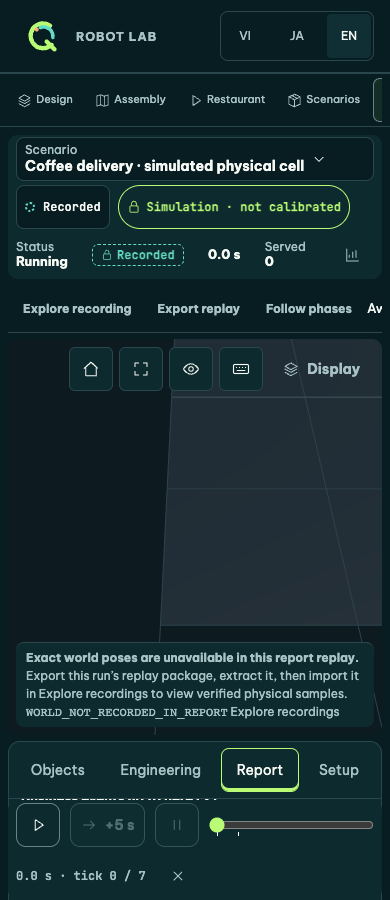 ROBOT LAB
VI JA EN
Design Assembly Restaurant Scenarios
Scenario
Coffee delivery · simulated physical cell
Recorded Simulation · not calibrated
Status Served
Running Recorded 0.0 s 0
Explore recording Export replay Follow phases Av
Display
Exact world poses are unavailable in this report replay.
Export this run's replay package, extract it, then import it
in Explore recordings to view verified physical samples.
WORLD_NOT_RECORDED_IN_REPORT Explore recordings
Objects Engineering Report Setup
+5 s
0.0 s · tick 0 / 7